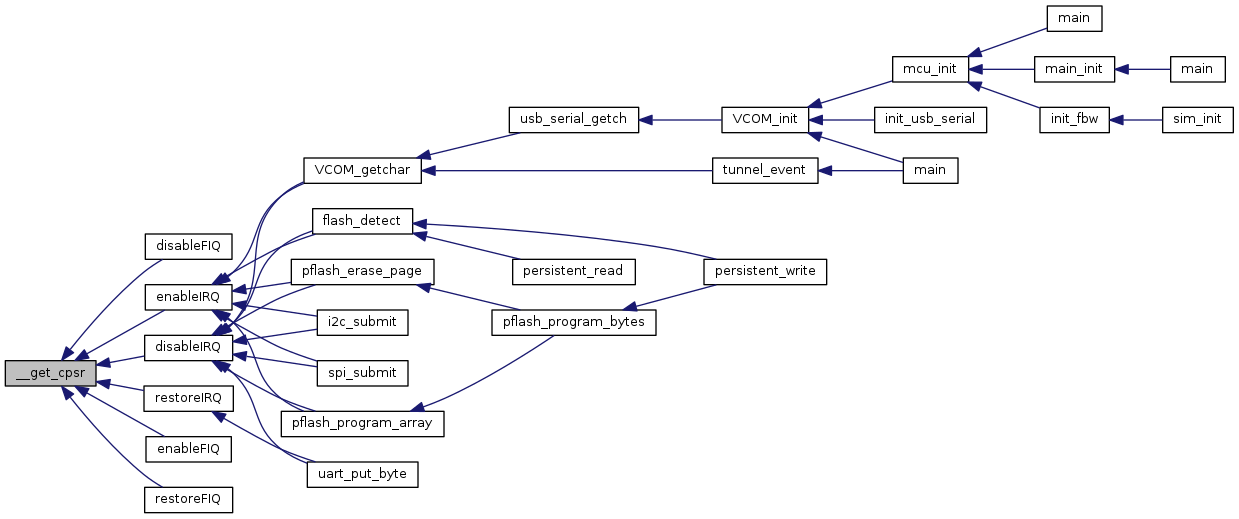 main
mcu_init
main_init
main
usb_serial_getch
VCOM_init
init_usb_serial
init_fbw
sim_init
VCOM_getchar
tunnel_event
main
flash_detect
disableFIQ
pflash_erase_page
persistent_read
persistent_write
enableIRQ
i2c_submit
pflash_program_bytes
disableIRQ
__get_cpsr
spi_submit
restoreIRQ
pflash_program_array
enableFIQ
uart_put_byte
restoreFIQ